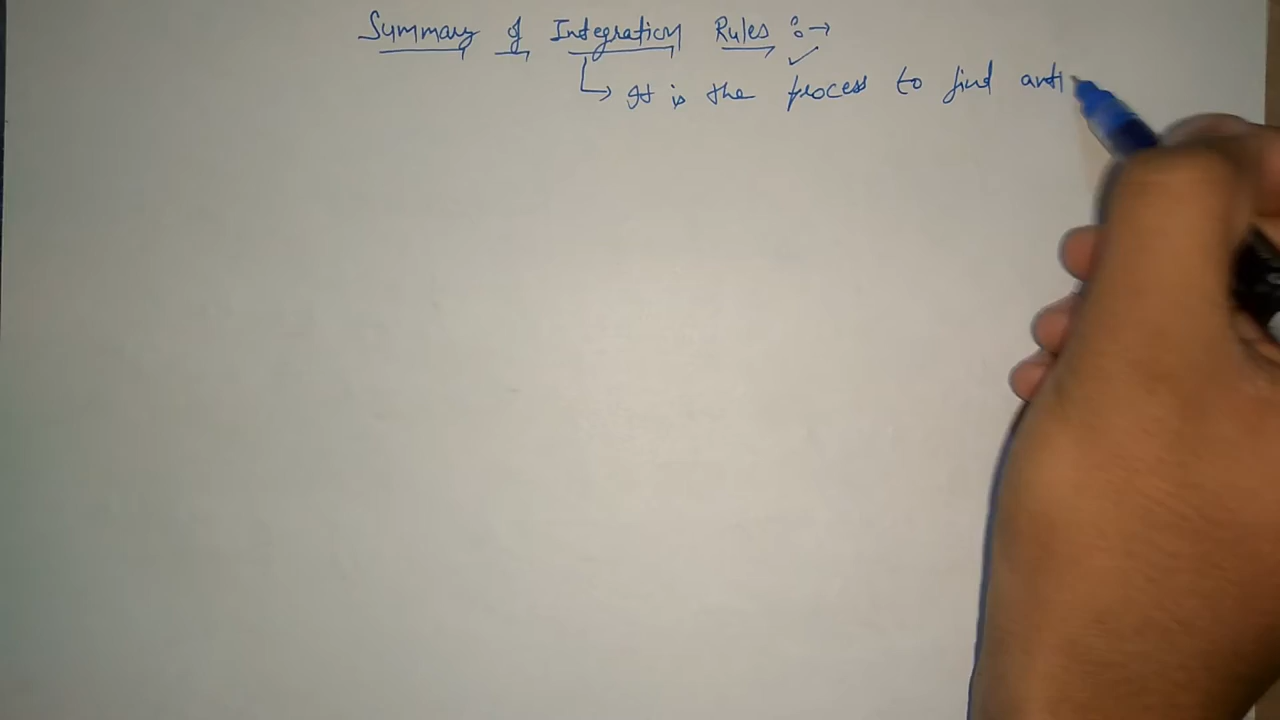 Summary of Integration Rules :→
↳ It is the process to find anti